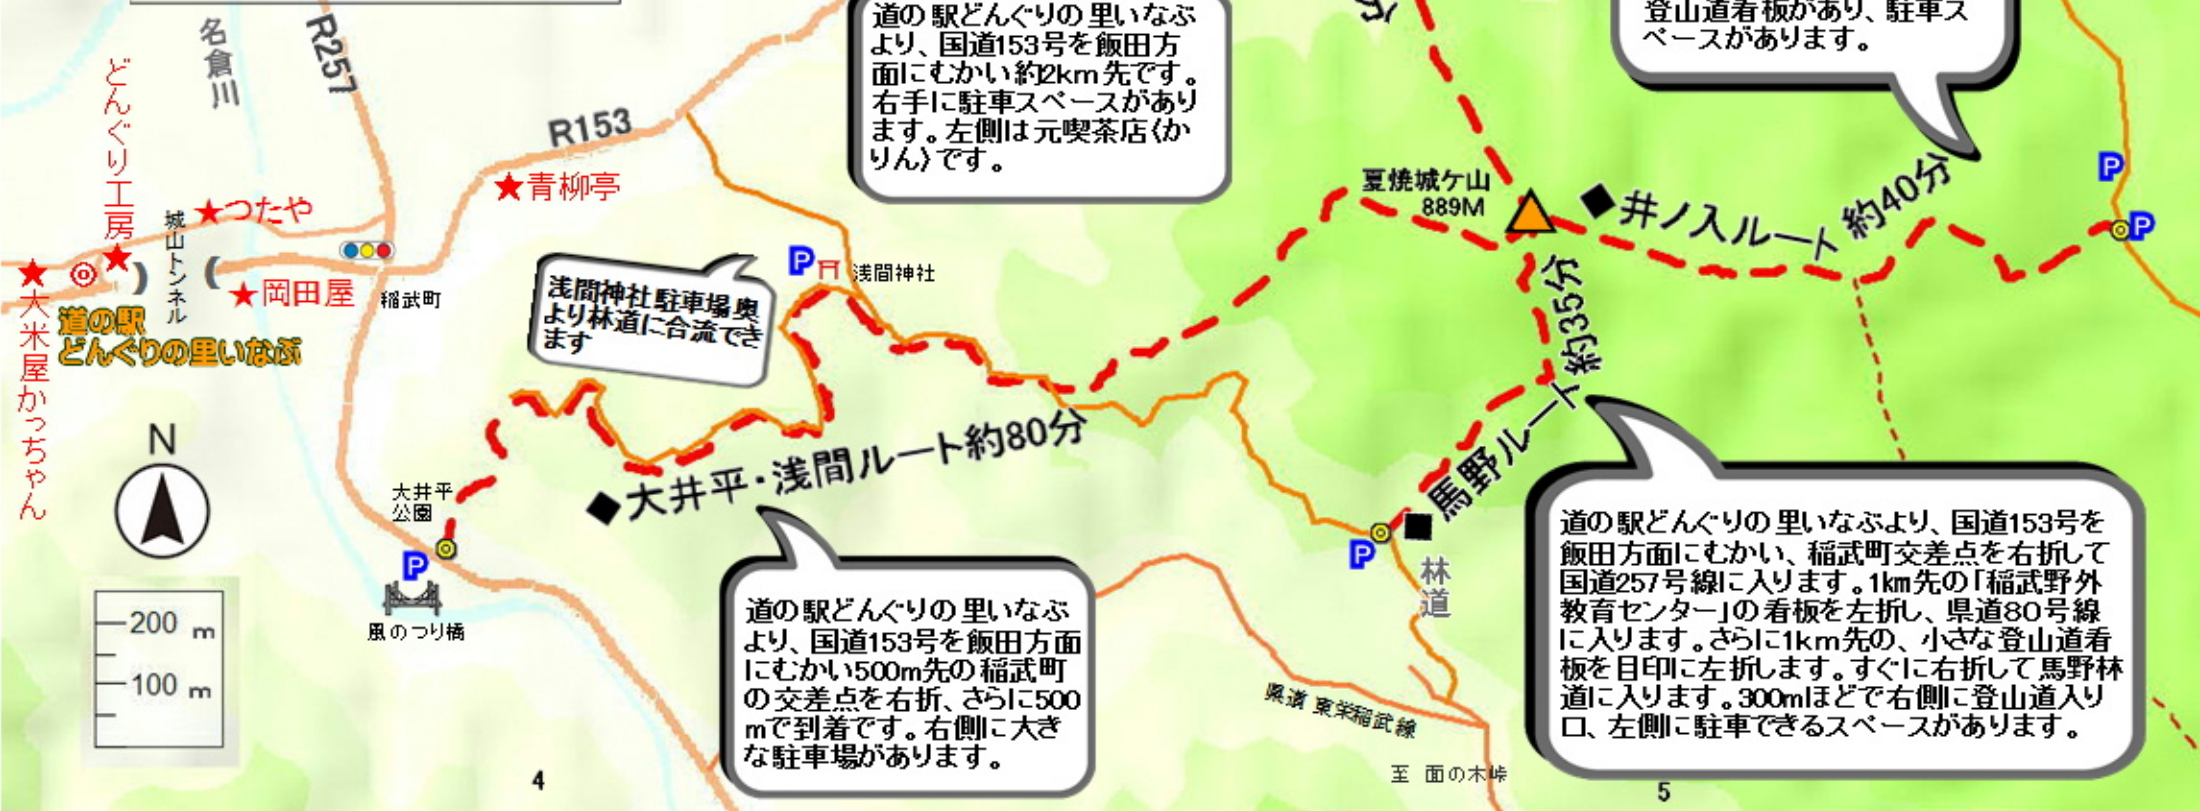 名倉川
R257
どんぐり工房
R153
★青柳亭
★つたや
城山トンネル
★岡田屋
稲武町
★大米屋かっちゃん
道の駅
どんぐりの里いなぶ
道の駅どんぐりの里いなぶ
より、国道153号を飯田方
面にむかい約2km先です。
右手に駐車スペースがあり
ます。左側は元喫茶店〈か
りん〉です。
分
登山道看板があり、駐車ス
ペースがあります。
夏焼城ケ山
889M
◆井ノ入ルート 約40分
P
P
P
浅間神社
浅間神社駐車場奥
より林道に合流でき
ます
N
200 m
100 m
大井平
公園
P
風のつり橋
◆大井平・浅間ルート約80分
■馬野ルート約35分
P
林道
道の駅どんぐりの里いなぶ
より、国道153号を飯田方面
にむかい500m先の稲武町
の交差点を右折、さらに500
mで到着です。右側に大き
な駐車場があります。
道の駅どんぐりの里いなぶより、国道153号を
飯田方面にむかい、稲武町交差点を右折して
国道257号線に入ります。1km先の「稲武野外
教育センター」の看板を左折し、県道80号線
に入ります。さらに1km先の、小さな登山道看
板を目印に左折します。すぐに右折して馬野林
道に入ります。300mほどで右側に登山道入り
口、左側に駐車できるスペースがあります。
県道 東栄稲武線
至 面の木峠
4
5